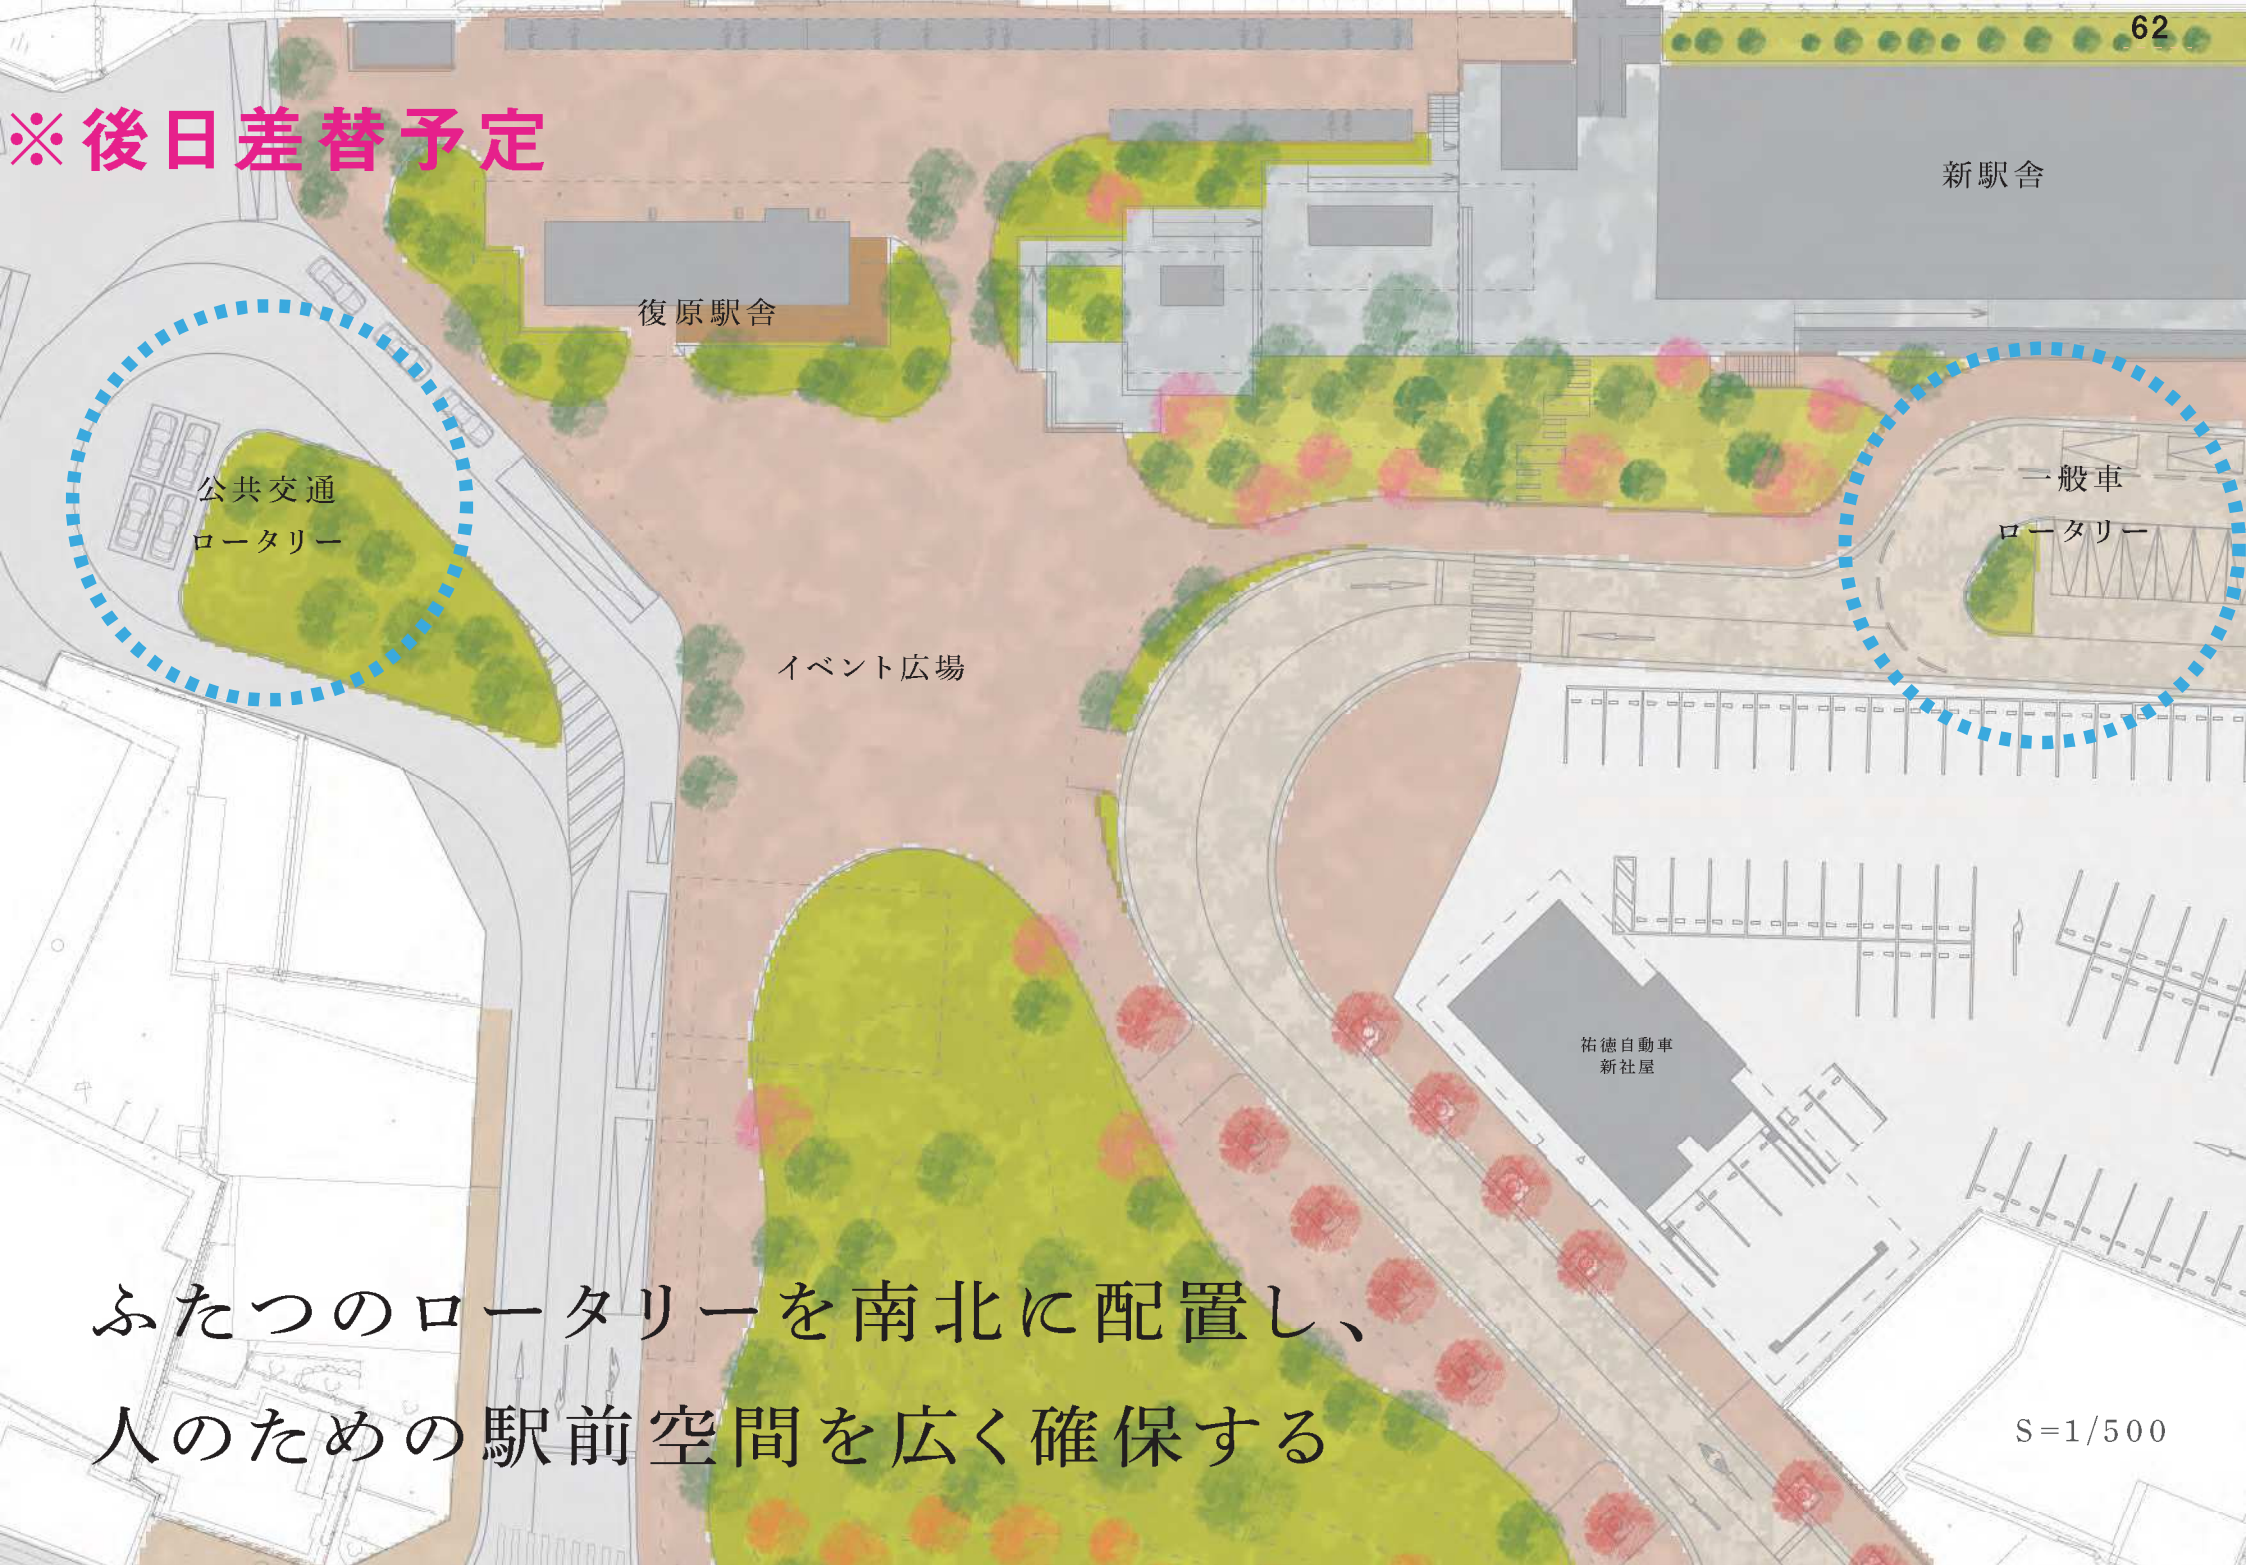 62
※後日差替予定
新駅舎
復原駅舎
公共交通
ロータリー
一般車
ロータリー
イベント広場
祐徳自動車
新社屋
ふたつのロータリーを南北に配置し、
人のための駅前空間を広く確保する
S=1/500